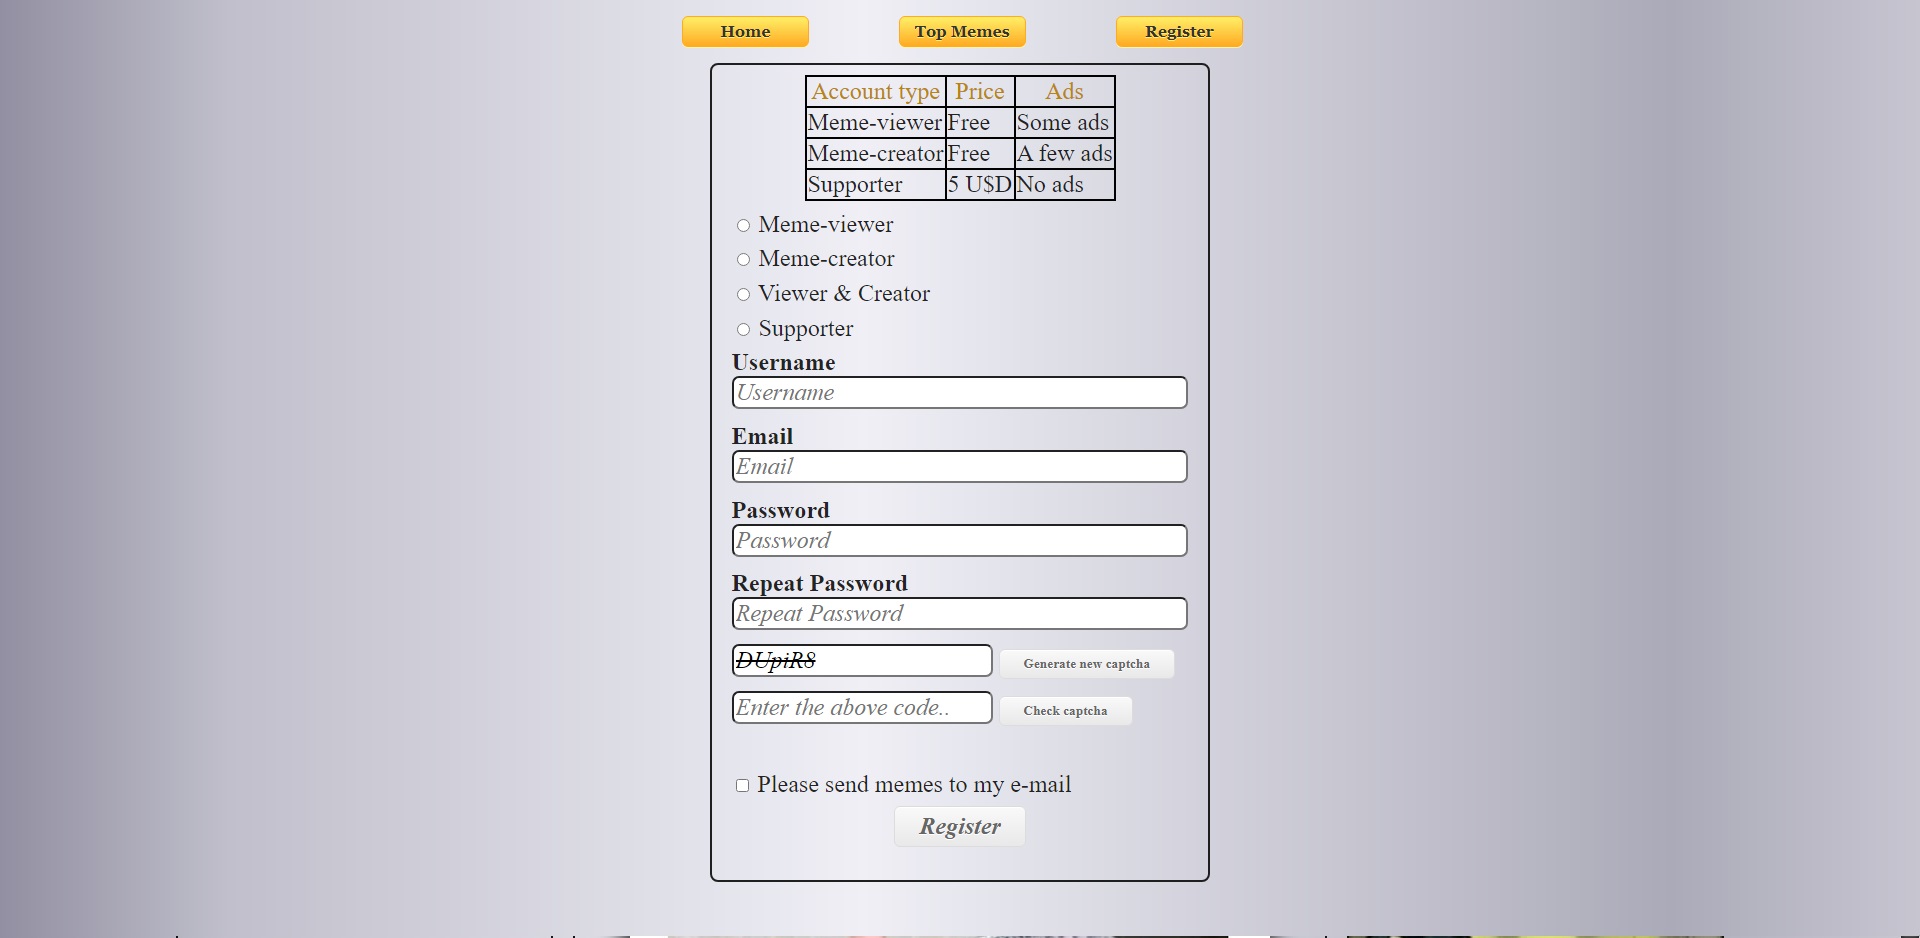 Home Top Memes Register
Account type Price Ads
Meme-viewer Free Some ads
Meme-creator Free A few ads
Supporter 5 U$D No ads
Meme-viewer
Meme-creator
Viewer & Creator
Supporter
Username
Username
Email
Email
Password
Password
Repeat Password
Repeat Password
DUpiR8 Generate new captcha
Enter the above code.. Check captcha
Please send memes to my e-mail
Register